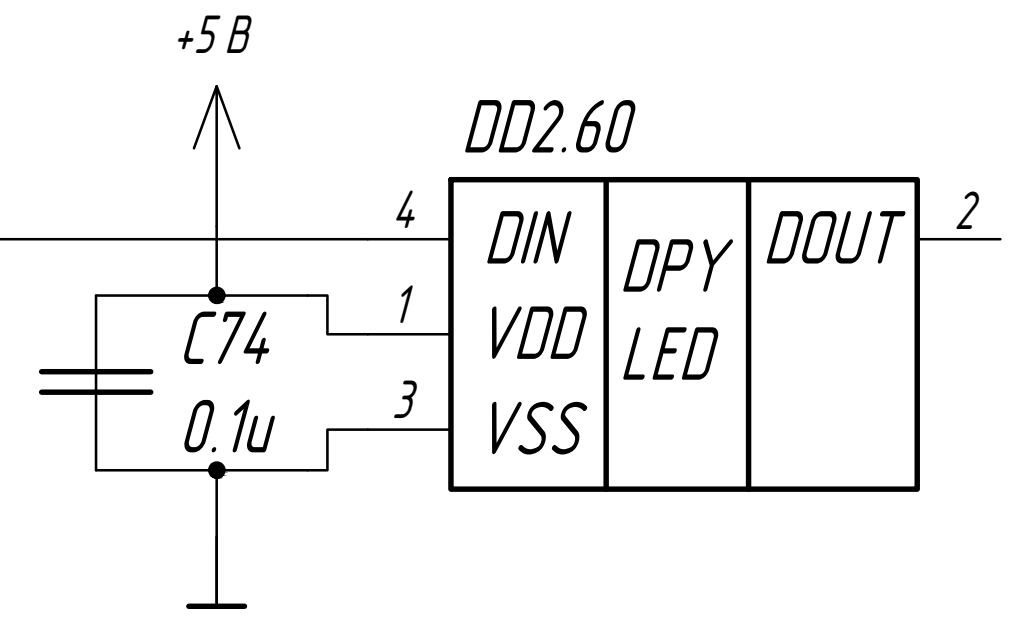 +5 В
DD2.60
4
DIN
DPY
DOUT
2
1
VDD
LED
C74
3
VSS
0.1u